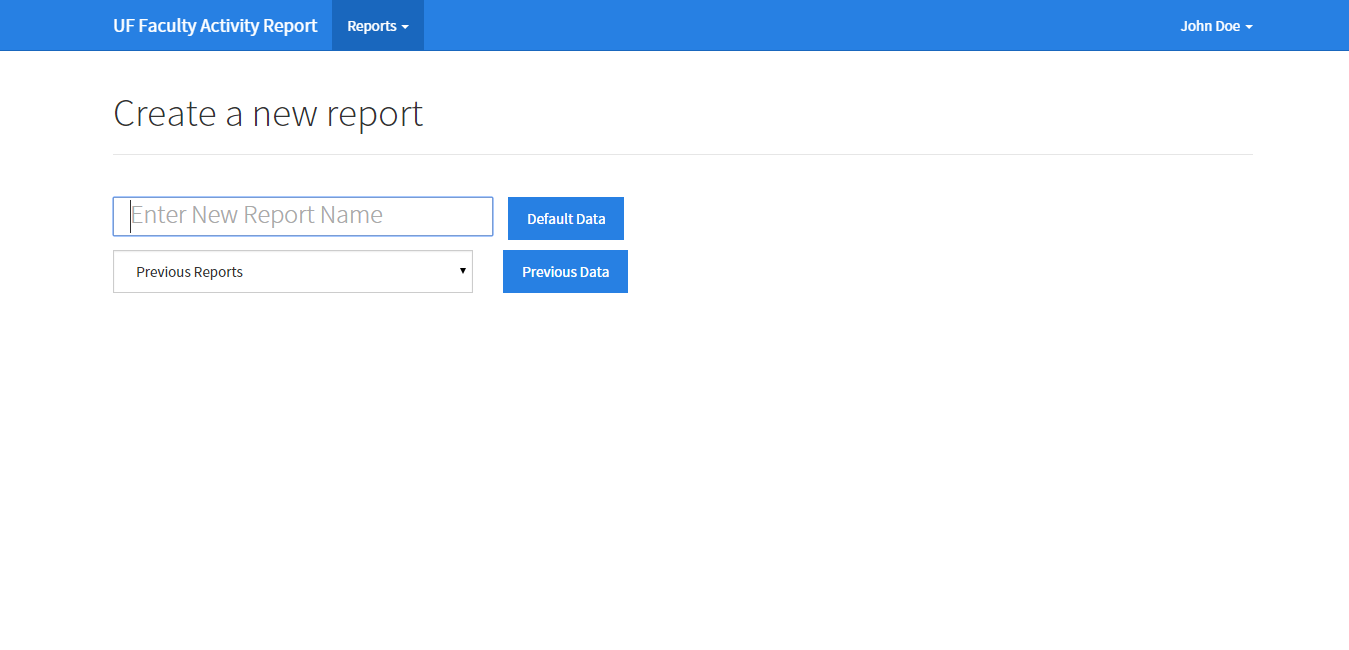 UF Faculty Activity Report Reports John Doe
Create a new report
Enter New Report Name Default Data
Previous Reports Previous Data